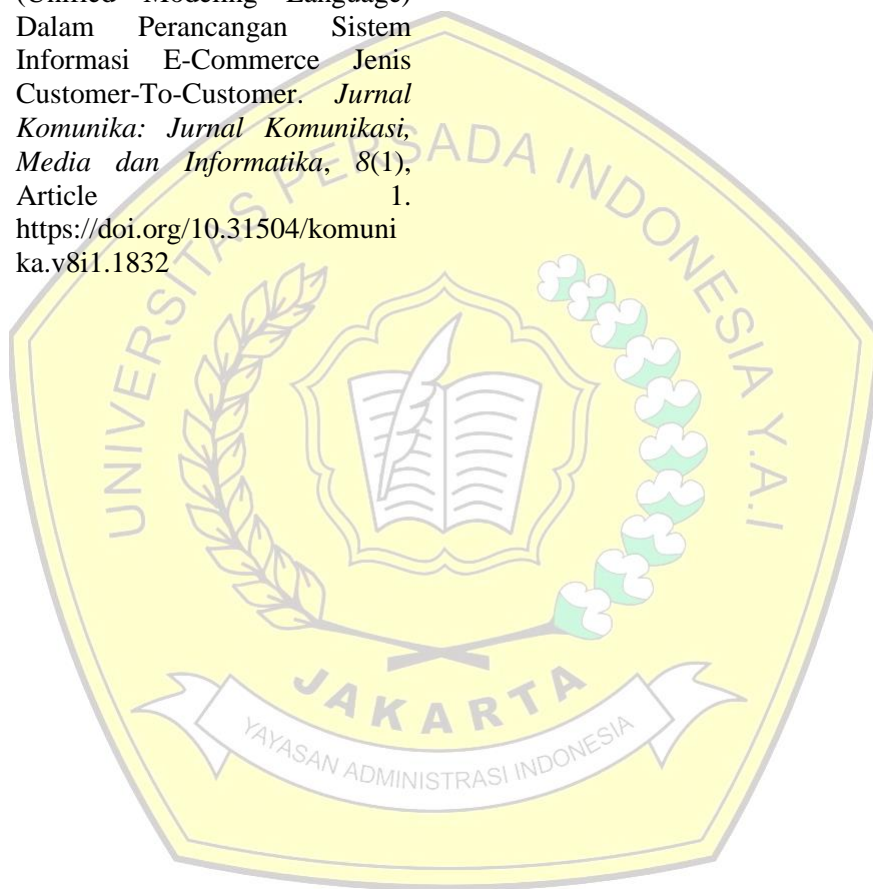 (Unified Modeling Language)
Dalam Perancangan Sistem
Informasi E-Commerce Jenis
Customer-To-Customer. Jurnal
Komunika: Jurnal Komunikasi,
Media dan Informatika, 8(1),
Article 1.
https://doi.org/10.31504/komuni
ka.v8i1.1832
UNIVERSITAS PERSADA INDONESIA Y.A.I
JAKARTA
YAYASAN ADMINISTRASI INDONESIA